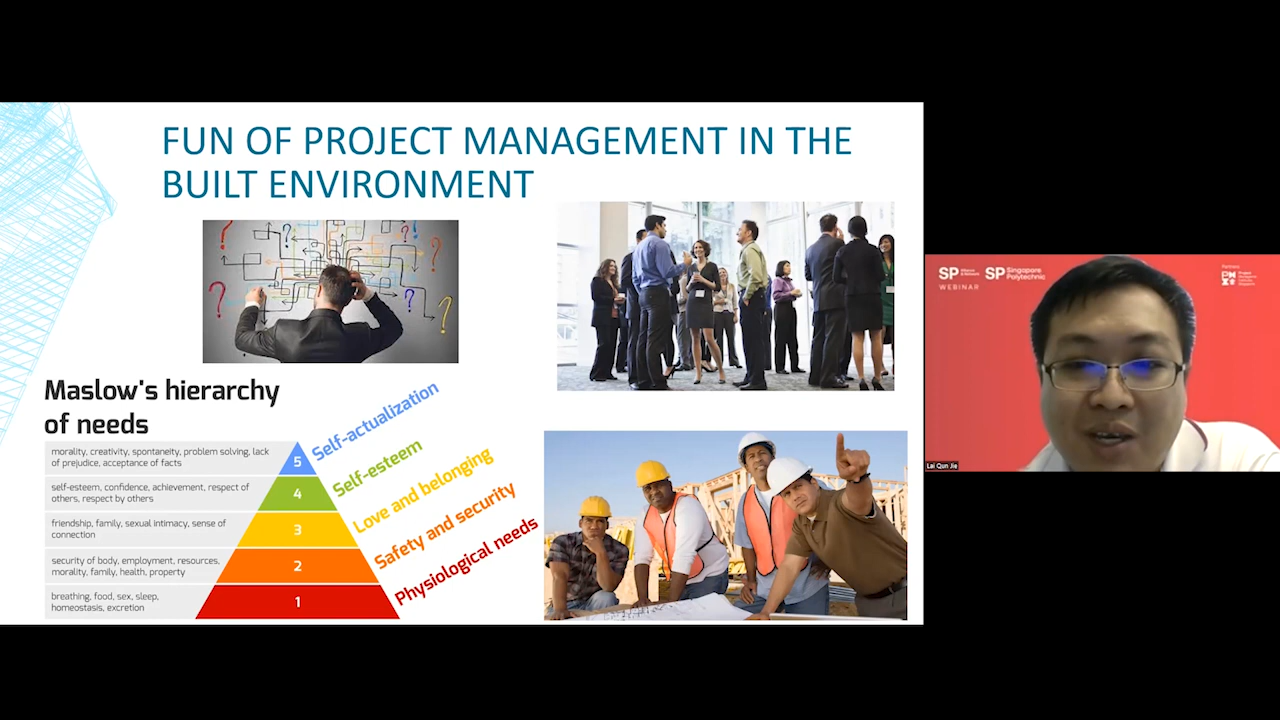 FUN OF PROJECT MANAGEMENT IN THE
BUILT ENVIRONMENT
Maslow's hierarchy
of needs
morality, creativity, spontaneity, problem solving, lack
of prejudice, acceptance of facts
5
Self-actualization
self-esteem, confidence, achievement, respect of
others, respect by others
4
Self-esteem
friendship, family, sexual intimacy, sense of
connection
3
Love and belonging
security of body, employment, resources,
morality, family, health, property
2
Safety and security
breathing, food, sex, sleep,
homeostasis, excretion
1
Physiological needs
SP
SP Singapore
Polytechnic
WEBINAR
Partners
Lai Qun Jie